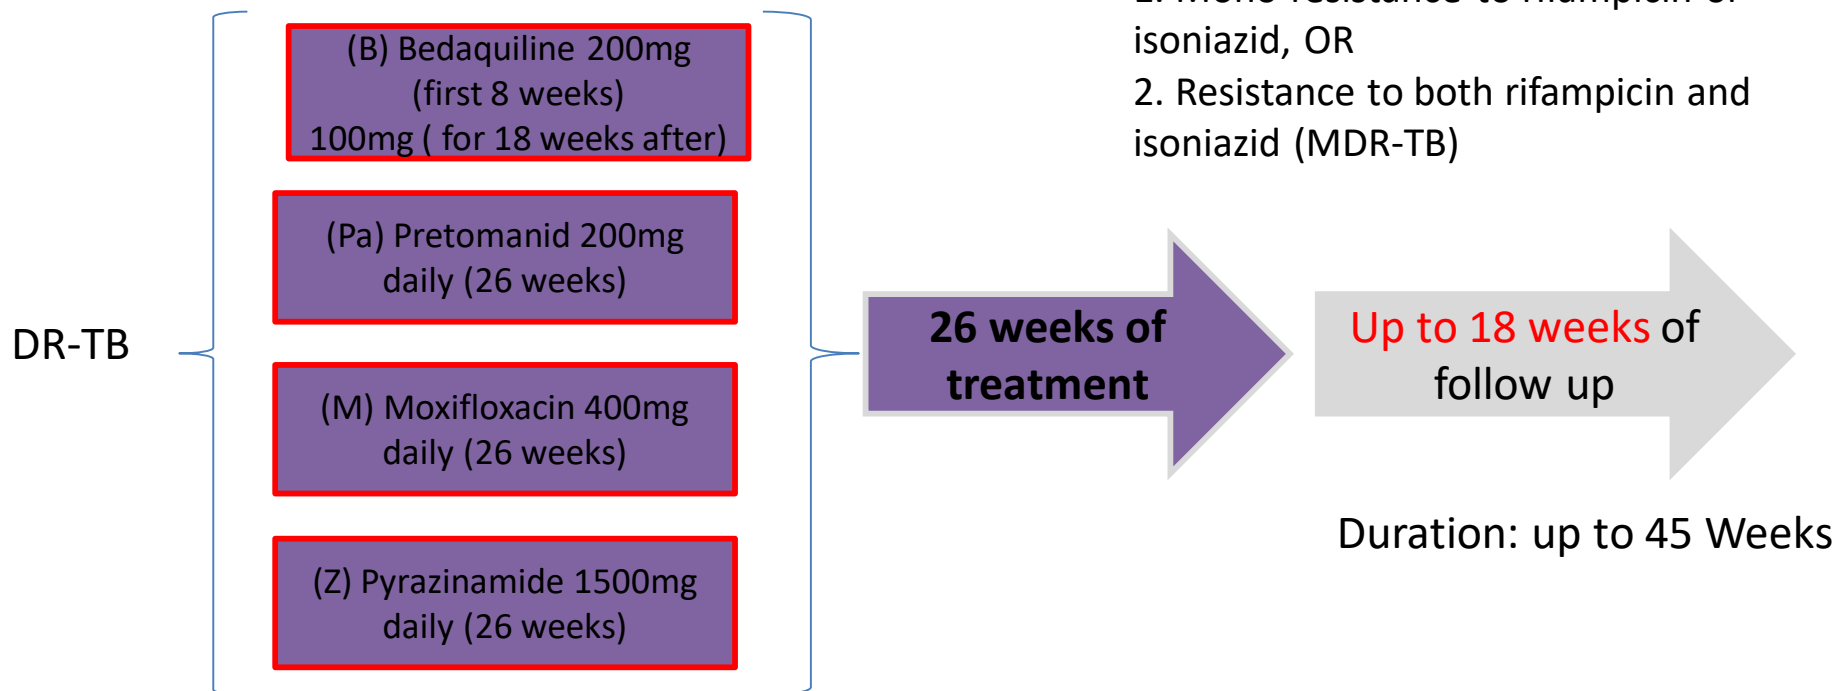 DR-TB
(B) Bedaquiline 200mg
(first 8 weeks)
100mg ( for 18 weeks after)
(Pa) Pretomanid 200mg
daily (26 weeks)
(M) Moxifloxacin 400mg
daily (26 weeks)
(Z) Pyrazinamide 1500mg
daily (26 weeks)
isoniazid, OR
2. Resistance to both rifampicin and
isoniazid (MDR-TB)
26 weeks of
treatment
Up to 18 weeks of
follow up
Duration: up to 45 Weeks